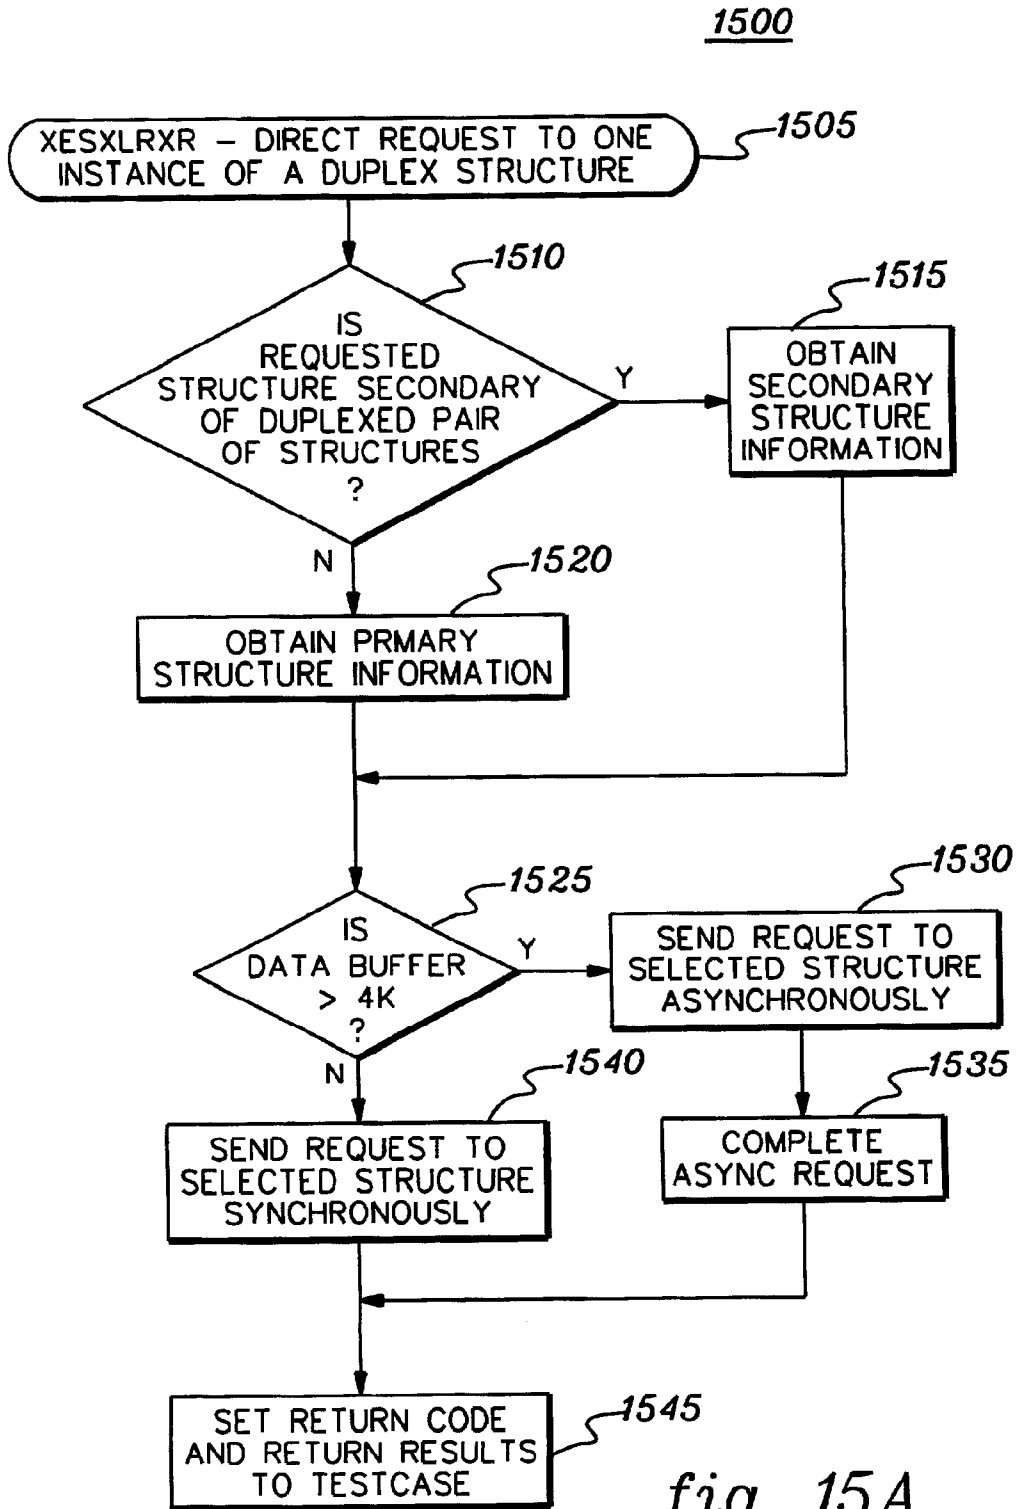 1500
XESXLRXR – DIRECT REQUEST TO ONE
INSTANCE OF A DUPLEX STRUCTURE
1505
1510
IS
REQUESTED
STRUCTURE SECONDARY
OF DUPLEXED PAIR
OF STRUCTURES
?
Y
N
1515
OBTAIN
SECONDARY
STRUCTURE
INFORMATION
1520
OBTAIN PRMARY
STRUCTURE INFORMATION
1525
IS
DATA BUFFER
> 4K
?
Y
N
1530
SEND REQUEST TO
SELECTED STRUCTURE
ASYNCHRONOUSLY
1535
COMPLETE
ASYNC REQUEST
1540
SEND REQUEST TO
SELECTED STRUCTURE
SYNCHRONOUSLY
1545
SET RETURN CODE
AND RETURN RESULTS
TO TESTCASE
fig. 15A